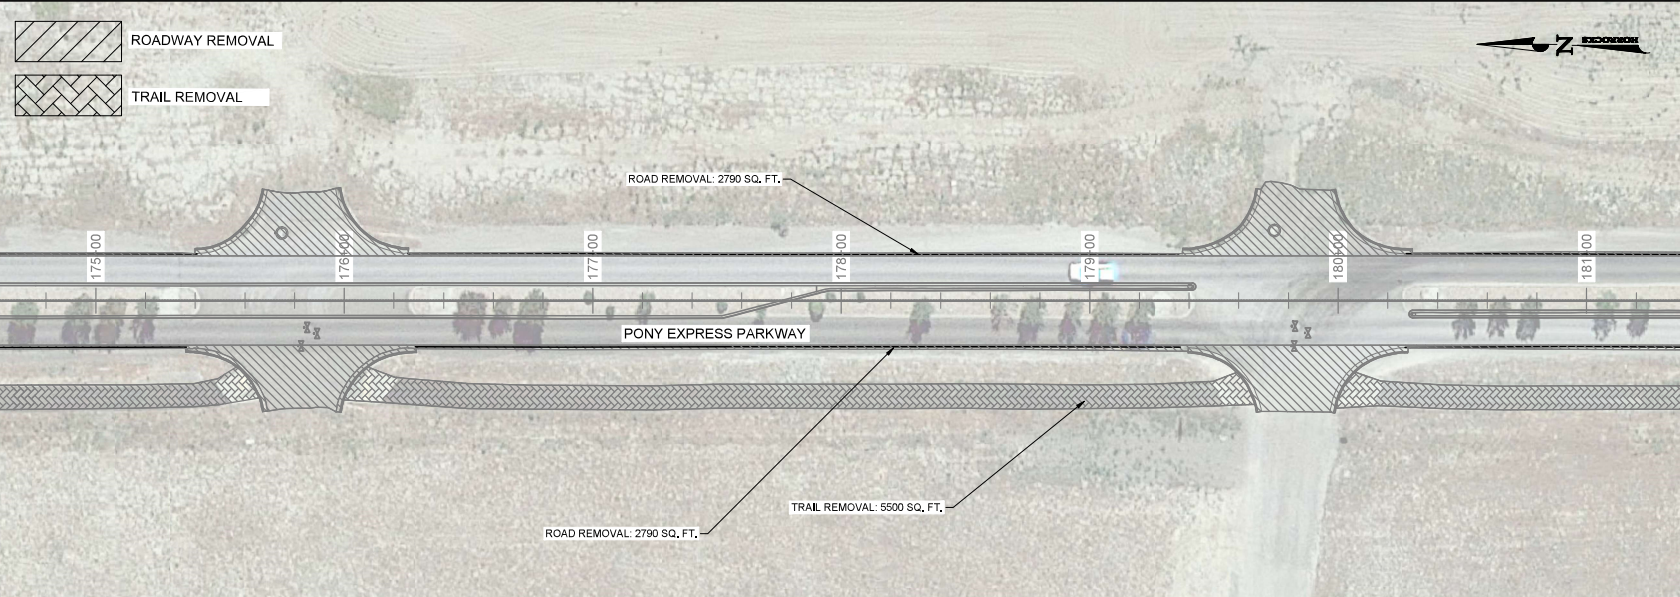 ROADWAY REMOVAL
TRAIL REMOVAL
N
HORROCKS
ROAD REMOVAL: 2790 SQ. FT.
175+00
176+00
177+00
178+00
179+00
180+00
181+00
PONY EXPRESS PARKWAY
TRAIL REMOVAL: 5500 SQ. FT.
ROAD REMOVAL: 2790 SQ. FT.